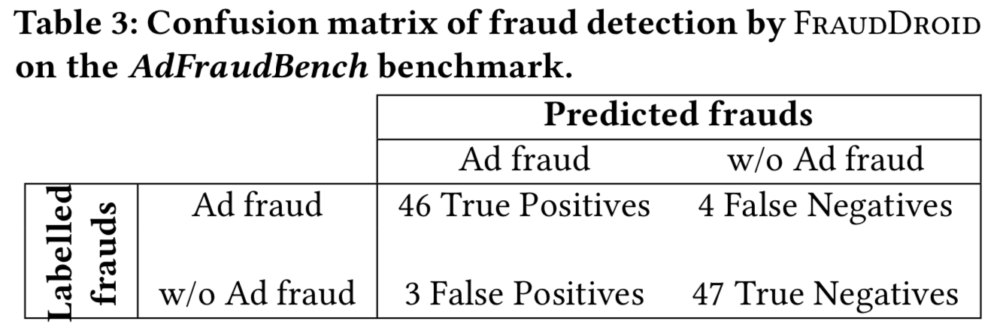 Table 3: Confusion matrix of fraud detection by FRAUDDROID
on the AdFraudBench benchmark.
Predicted frauds
Ad fraud w/o Ad fraud
Labelled
frauds
Ad fraud 46 True Positives 4 False Negatives
w/o Ad fraud 3 False Positives 47 True Negatives